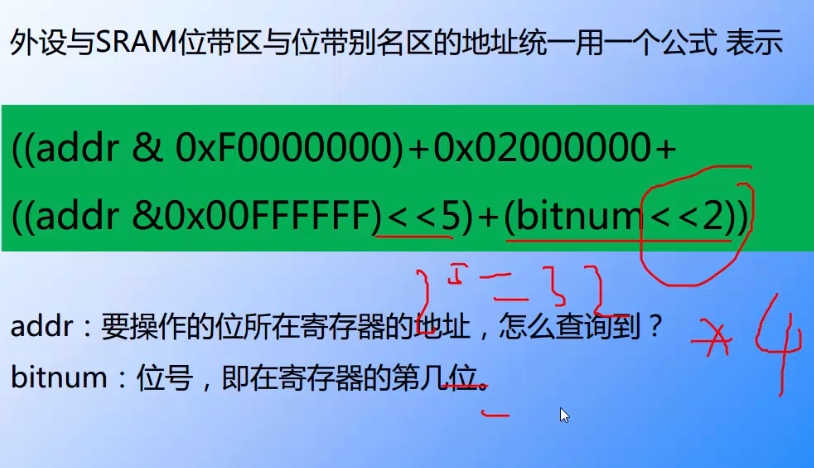 外设与SRAM位带区与位带别名区的地址统一用一个公式 表示
((addr & 0xF0000000)+0x02000000+
((addr &0x00FFFFFF)<<5)+(bitnum<<2))
2⁵=32
*4
addr：要操作的位所在寄存器的地址，怎么查询到？
bitnum：位号，即在寄存器的第几位。